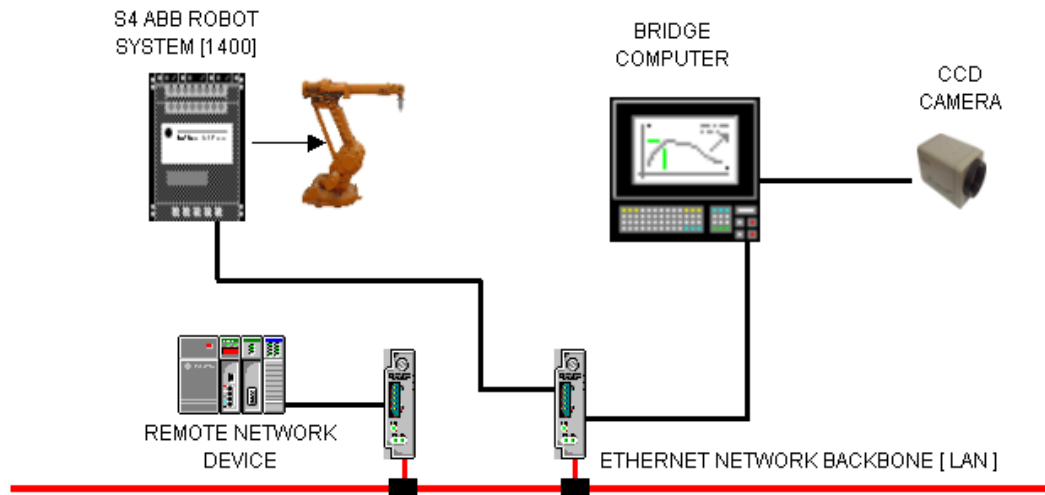 S4 ABB ROBOT
SYSTEM [1400]
BRIDGE
COMPUTER
CCD
CAMERA
REMOTE NETWORK
DEVICE
ETHERNET NETWORK BACKBONE [ LAN ]